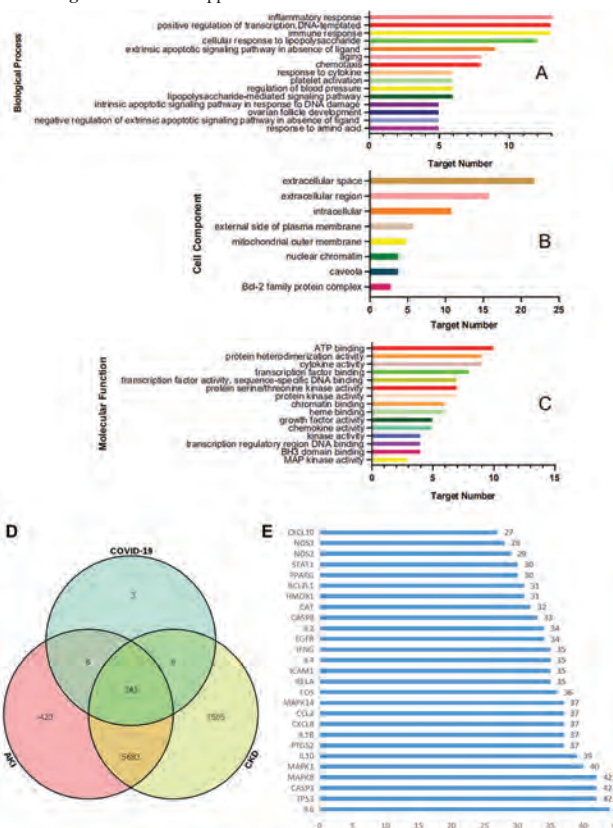 Biological Process
inflammatory response
positive regulation of transcription, DNA-templated
immune response
cellular response to lipopolysaccharide
extrinsic apoptotic signaling pathway in absence of ligand
aging
chemotaxis
response to cytokine
platelet activation
regulation of blood pressure
lipopolysaccharide-mediated signaling pathway
intrinsic apoptotic signaling pathway in response to DNA damage
ovarian follicle development
negative regulation of extrinsic apoptotic signaling pathway in absence of ligand
response to amino acid
A
0 5 10
Target Number
Cell Component
extracellular space
extracellular region
intracellular
external side of plasma membrane
mitochondrial outer membrane
nuclear chromatin
caveola
Bcl-2 family protein complex
B
0 5 10 15 20 25
Target Number
Molecular Function
ATP binding
protein heterodimerization activity
cytokine activity
transcription factor binding
transcription factor activity, sequence-specific DNA binding
protein serine/threonine kinase activity
protein kinase activity
chromatin binding
heme binding
growth factor activity
chemokine activity
kinase activity
transcription regulatory region DNA binding
BH3 domain binding
MAP kinase activity
C
0 5 10 15
Target Number
D
COVID-19
AKI
CKD
E
CXCL10 27
NOS3 28
NOS2 29
STAT1 30
PPARG 30
BCL2L1 31
HMOX1 31
CAT 32
CASP8 33
IL2 34
EGFR 34
IFNG 35
IL4 35
ICAM1 35
RELA 35
FOS 36
MAPK14 37
CCL2 37
CXCL8 37
IL1B 37
PTGS2 37
IL10 39
MAPK1 40
MAPK8 42
CASP3 42
TP53 42
IL6
0 5 10 15 20 25 30 35 40